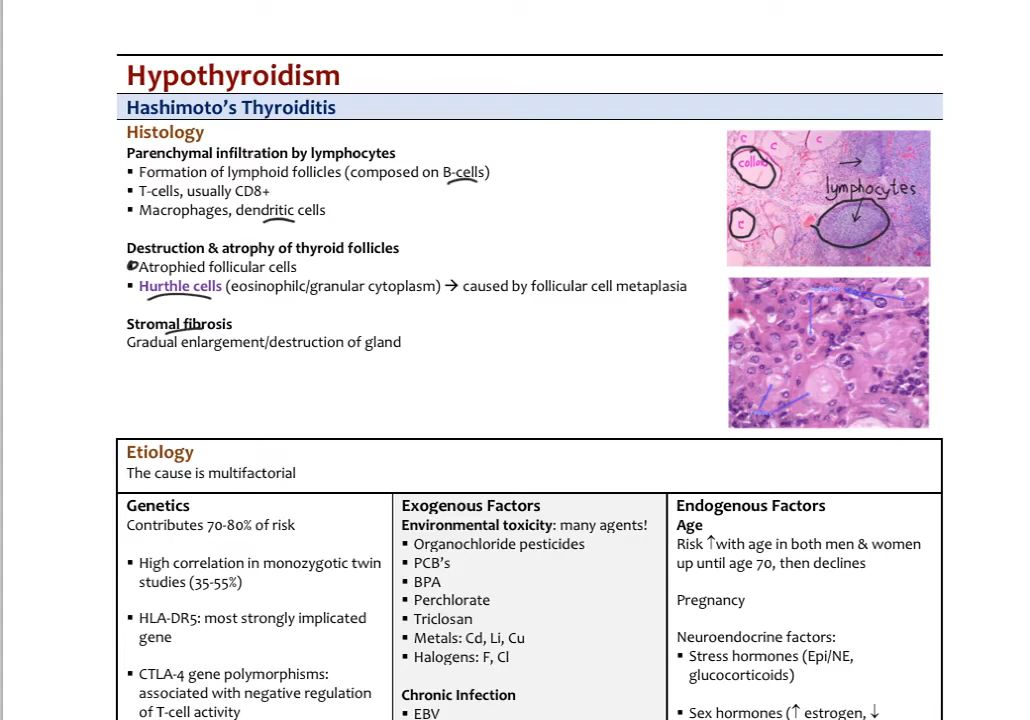 Hypothyroidism
Hashimoto's Thyroiditis
Histology
Parenchymal infiltration by lymphocytes
▪ Formation of lymphoid follicles (composed on B-cells)
▪ T-cells, usually CD8+
▪ Macrophages, dendritic cells
Destruction & atrophy of thyroid follicles
Atrophied follicular cells
▪ Hurthle cells (eosinophilc/granular cytoplasm) → caused by follicular cell metaplasia
Stromal fibrosis
Gradual enlargement/destruction of gland
c
c
c
lymphocytes
c
Etiology
The cause is multifactorial
Genetics
Contributes 70-80% of risk
▪ High correlation in monozygotic twin
studies (35-55%)
▪ HLA-DR5: most strongly implicated
gene
▪ CTLA-4 gene polymorphisms:
associated with negative regulation
of T-cell activity
Exogenous Factors
Environmental toxicity: many agents!
▪ Organochloride pesticides
▪ PCB's
▪ BPA
▪ Perchlorate
▪ Triclosan
▪ Metals: Cd, Li, Cu
▪ Halogens: F, Cl
Chronic Infection
▪ EBV
Endogenous Factors
Age
Risk ↑with age in both men & women
up until age 70, then declines
Pregnancy
Neuroendocrine factors:
▪ Stress hormones (Epi/NE,
glucocorticoids)
▪ Sex hormones (↑ estrogen, ↓